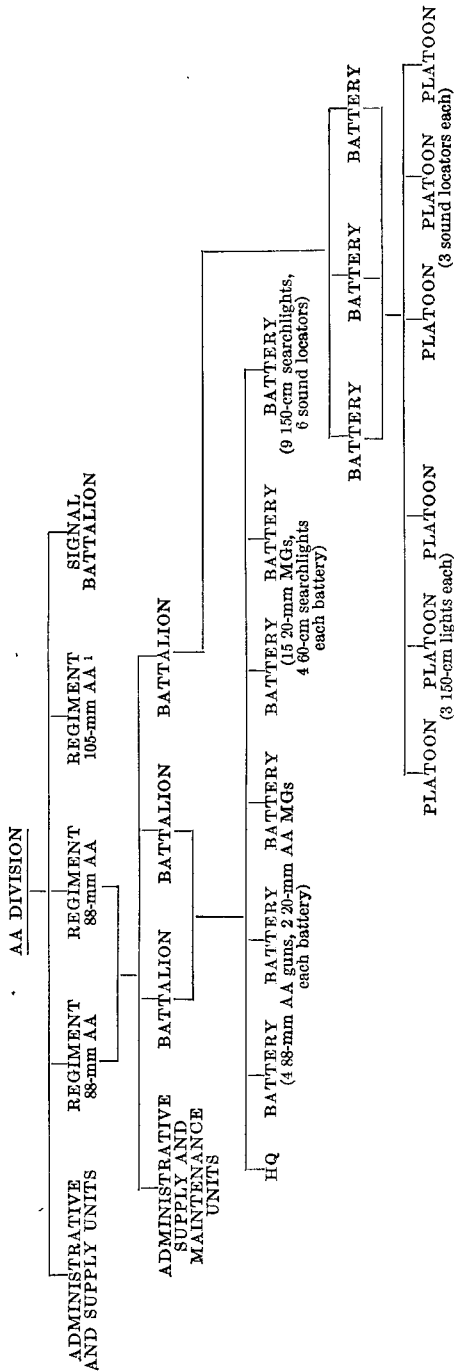 AA DIVISION
ADMINISTRATIVE
AND SUPPLY UNITS
REGIMENT
88-mm AA
REGIMENT
88-mm AA
REGIMENT
105-mm AA 1
SIGNAL
BATTALION
ADMINISTRATIVE
SUPPLY AND
MAINTENANCE
UNITS
BATTALION
BATTALION
BATTALION
HQ
BATTERY BATTERY BATTERY
(4 88-mm AA guns, 2 20-mm AA MGs
each battery)
BATTERY BATTERY
(15 20-mm MGs,
4 60-cm searchlights
each battery)
BATTERY
(9 150-cm searchlights,
6 sound locators)
BATTERY BATTERY BATTERY
PLATOON PLATOON PLATOON
(3 150-cm lights each)
PLATOON PLATOON PLATOON
(3 sound locators each)